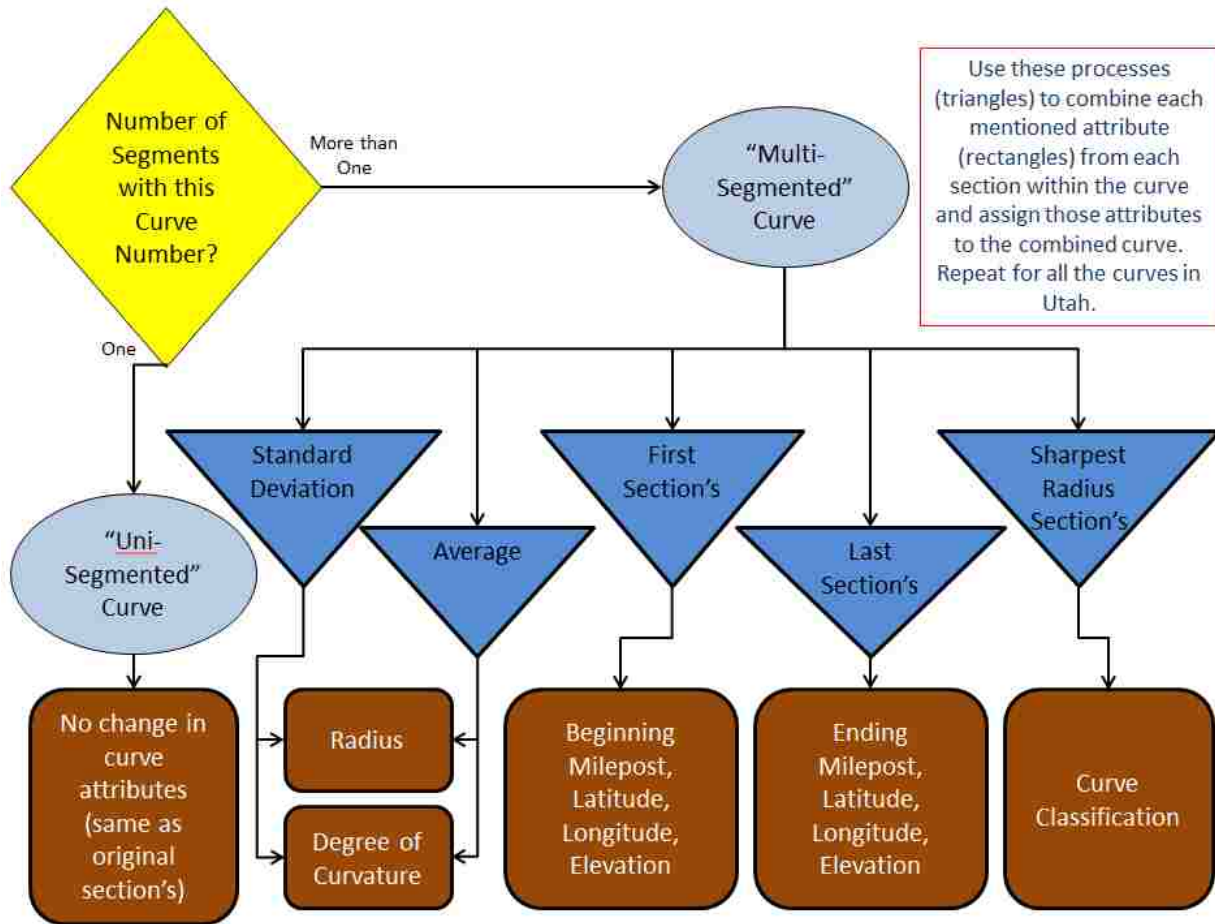 Number of
Segments
with this
Curve
Number?
More than
One
"Multi-
Segmented"
Curve
Use these processes
(triangles) to combine each
mentioned attribute
(rectangles) from each
section within the curve
and assign those attributes
to the combined curve.
Repeat for all the curves in
Utah.
One
"Uni-
Segmented"
Curve
Standard
Deviation
Average
First
Section's
Last
Section's
Sharpest
Radius
Section's
No change in
curve
attributes
(same as
original
section's)
Radius
Degree of
Curvature
Beginning
Milepost,
Latitude,
Longitude,
Elevation
Ending
Milepost,
Latitude,
Longitude,
Elevation
Curve
Classification